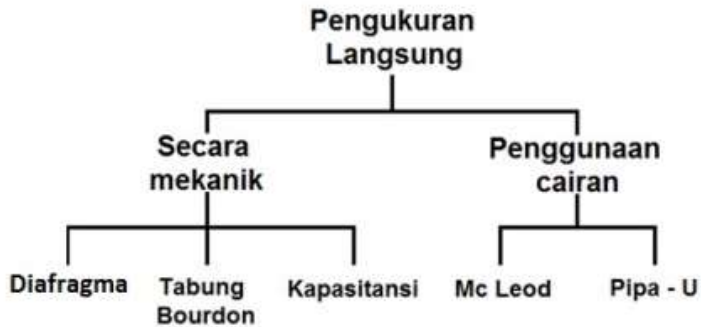 Pengukuran
Langsung
Secara
mekanik
Penggunaan
cairan
Diafragma
Tabung
Bourdon
Kapasitansi
Mc Leod
Pipa - U